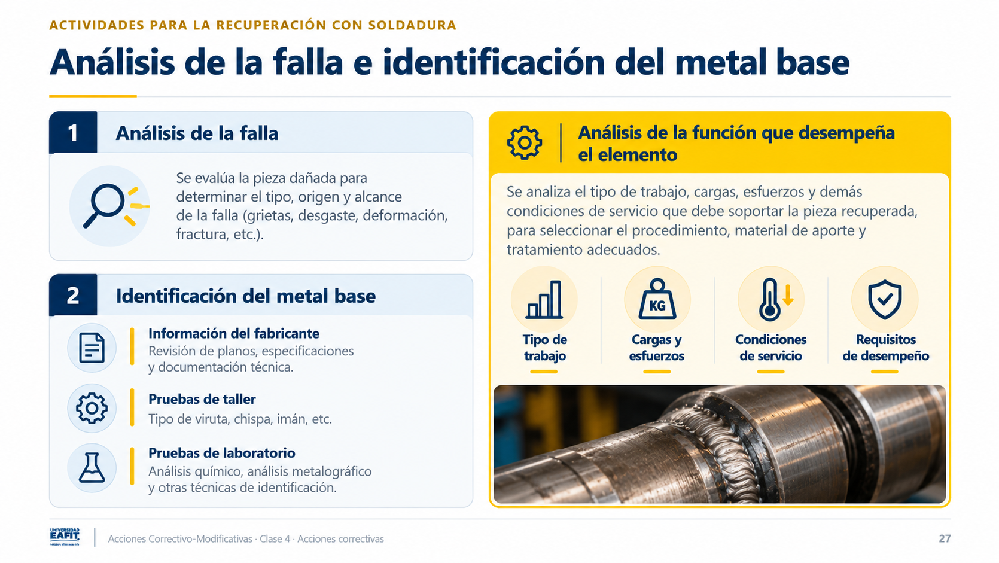 ACTIVIDADES PARA LA RECUPERACIÓN CON SOLDADURA
Análisis de la falla e identificación del metal base
1
Análisis de la falla
Se evalúa la pieza dañada para
determinar el tipo, origen y alcance
de la falla (grietas, desgaste, deformación,
fractura, etc.).
2
Identificación del metal base
Información del fabricante
Revisión de planos, especificaciones
y documentación técnica.
Pruebas de taller
Tipo de viruta, chispa, imán, etc.
Pruebas de laboratorio
Análisis químico, análisis metalográfico
y otras técnicas de identificación.
Análisis de la función que desempeña
el elemento
Se analiza el tipo de trabajo, cargas, esfuerzos y demás
condiciones de servicio que debe soportar la pieza recuperada,
para seleccionar el procedimiento, material de aporte y
tratamiento adecuados.
Tipo de
trabajo
KG
Cargas y
esfuerzos
Condiciones
de servicio
Requisitos
de desempeño
UNIVERSIDAD
EAFIT
Acciones Correctivo-Modificativas · Clase 4 · Acciones correctivas
27